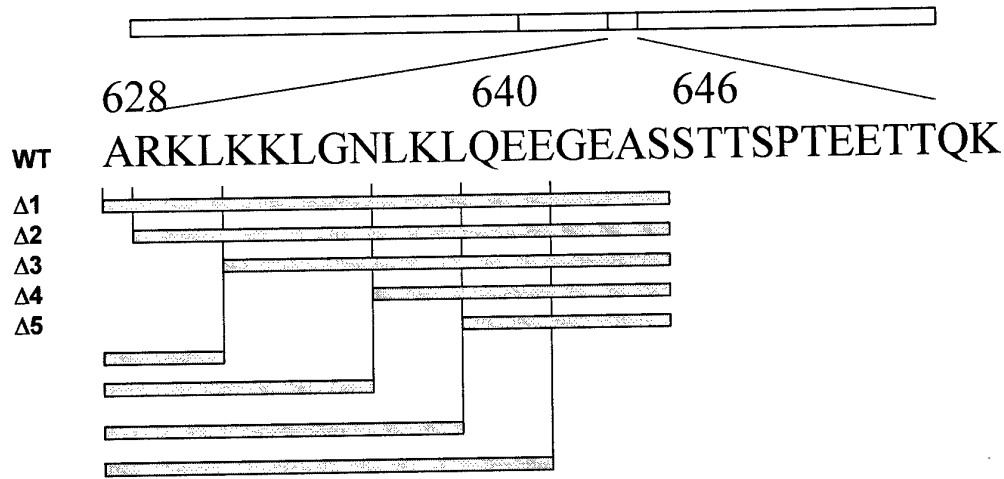 628 640 646
WT ARKLKKLGNLKLQEEGEASSTTSPTEETTQK
Δ1
Δ2
Δ3
Δ4
Δ5